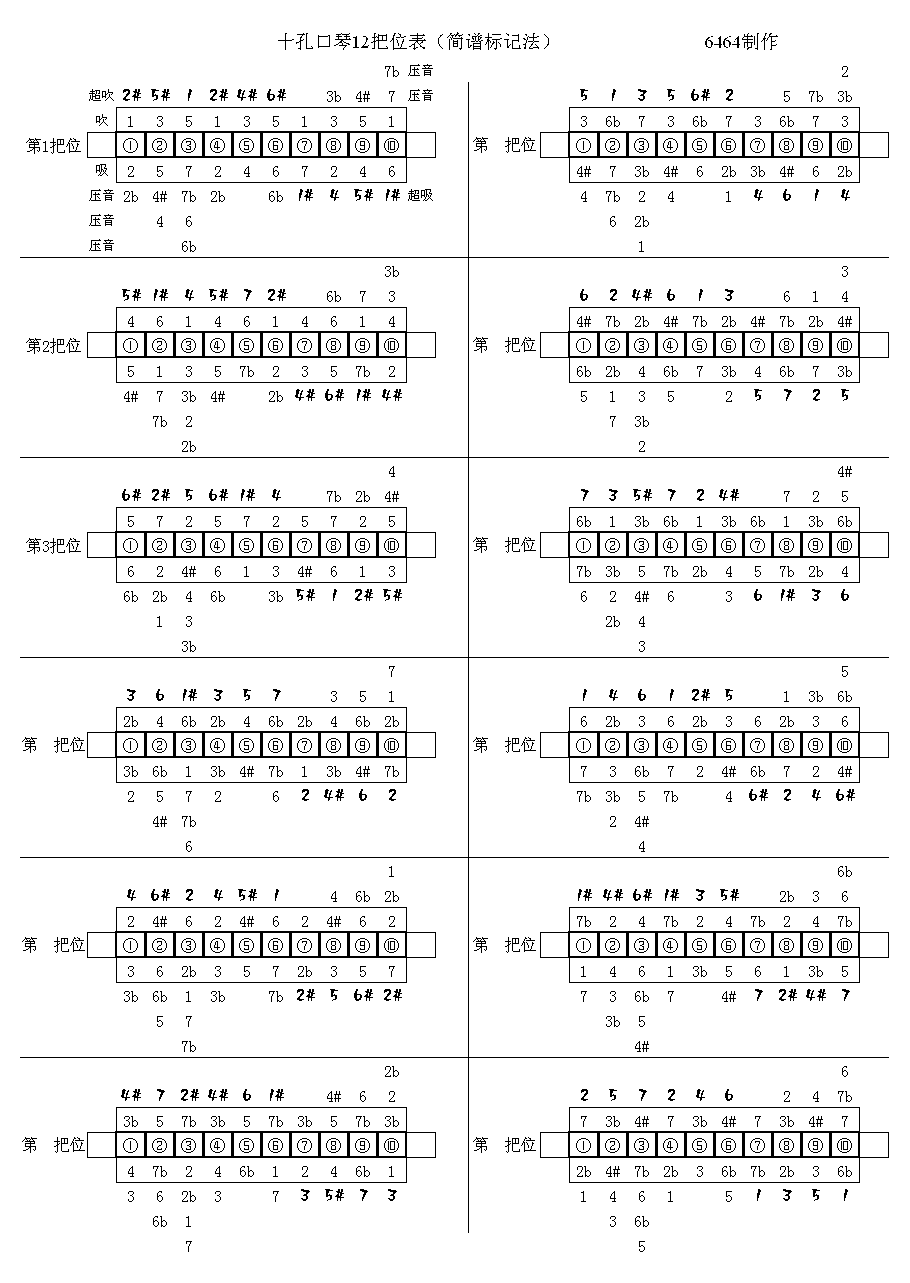 十孔口琴12把位表（简谱标记法） 6464制作
7b 压音
超吹 2# 5# 1 2# 4# 6# 3b 4# 7 压音
吹 1 3 5 1 3 5 1 3 5 1
第1把位 ① ② ③ ④ ⑤ ⑥ ⑦ ⑧ ⑨ ⑩
吸 2 5 7 2 4 6 7 2 4 6
压音 2b 4# 7b 2b 6b 1# 4 5# 1# 超吸
压音 4 6
压音 6b
2
5 1 3 5 6# 2 5 7b 3b
3 6b 7 3 6b 7 3 6b 7 3
第 把位 ① ② ③ ④ ⑤ ⑥ ⑦ ⑧ ⑨ ⑩
4# 7 3b 4# 6 2b 3b 4# 6 2b
4 7b 2 4 1 4 6 1 4
6 2b
1
3b
5# 1# 4 5# 7 2# 6b 7 3
4 6 1 4 6 1 4 6 1 4
第2把位 ① ② ③ ④ ⑤ ⑥ ⑦ ⑧ ⑨ ⑩
5 1 3 5 7b 2 3 5 7b 2
4# 7 3b 4# 2b 4# 6# 1# 4#
7b 2
2b
3
6 2 4# 6 1 3 6 1 4
4# 7b 2b 4# 7b 2b 4# 7b 2b 4#
第 把位 ① ② ③ ④ ⑤ ⑥ ⑦ ⑧ ⑨ ⑩
6b 2b 4 6b 7 3b 4 6b 7 3b
5 1 3 5 2 5 7 2 5
7 3b
2
4
6# 2# 5 6# 1# 4 7b 2b 4#
5 7 2 5 7 2 5 7 2 5
第3把位 ① ② ③ ④ ⑤ ⑥ ⑦ ⑧ ⑨ ⑩
6 2 4# 6 1 3 4# 6 1 3
6b 2b 4 6b 3b 5# 1 2# 5#
1 3
3b
4#
7 3 5# 7 2 4# 7 2 5
6b 1 3b 6b 1 3b 6b 1 3b 6b
第 把位 ① ② ③ ④ ⑤ ⑥ ⑦ ⑧ ⑨ ⑩
7b 3b 5 7b 2b 4 5 7b 2b 4
6 2 4# 6 3 6 1# 3 6
2b 4
3
7
3 6 1# 3 5 7 3 5 1
2b 4 6b 2b 4 6b 2b 4 6b 2b
第 把位 ① ② ③ ④ ⑤ ⑥ ⑦ ⑧ ⑨ ⑩
3b 6b 1 3b 4# 7b 1 3b 4# 7b
2 5 7 2 6 2 4# 6 2
4# 7b
6
5
1 4 6 1 2# 5 1 3b 6b
6 2b 3 6 2b 3 6 2b 3 6
第 把位 ① ② ③ ④ ⑤ ⑥ ⑦ ⑧ ⑨ ⑩
7 3 6b 7 2 4# 6b 7 2 4#
7b 3b 5 7b 4 6# 2 4 6#
2 4#
4
1
4 6# 2 4 5# 1 4 6b 2b
2 4# 6 2 4# 6 2 4# 6 2
第 把位 ① ② ③ ④ ⑤ ⑥ ⑦ ⑧ ⑨ ⑩
3 6 2b 3 5 7 2b 3 5 7
3b 6b 1 3b 7b 2# 5 6# 2#
5 7
7b
6b
1# 4# 6# 1# 3 5# 2b 3 6
7b 2 4 7b 2 4 7b 2 4 7b
第 把位 ① ② ③ ④ ⑤ ⑥ ⑦ ⑧ ⑨ ⑩
1 4 6 1 3b 5 6 1 3b 5
7 3 6b 7 4# 7 2# 4# 7
3b 5
4#
2b
4# 7 2# 4# 6 1# 4# 6 2
3b 5 7b 3b 5 7b 3b 5 7b 3b
第 把位 ① ② ③ ④ ⑤ ⑥ ⑦ ⑧ ⑨ ⑩
4 7b 2 4 6b 1 2 4 6b 1
3 6 2b 3 7 3 5# 7 3
6b 1
7
6
2 5 7 2 4 6 2 4 7b
7 3b 4# 7 3b 4# 7 3b 4# 7
第 把位 ① ② ③ ④ ⑤ ⑥ ⑦ ⑧ ⑨ ⑩
2b 4# 7b 2b 3 6b 7b 2b 3 6b
1 4 6 1 5 1 3 5 1
3 6b
5